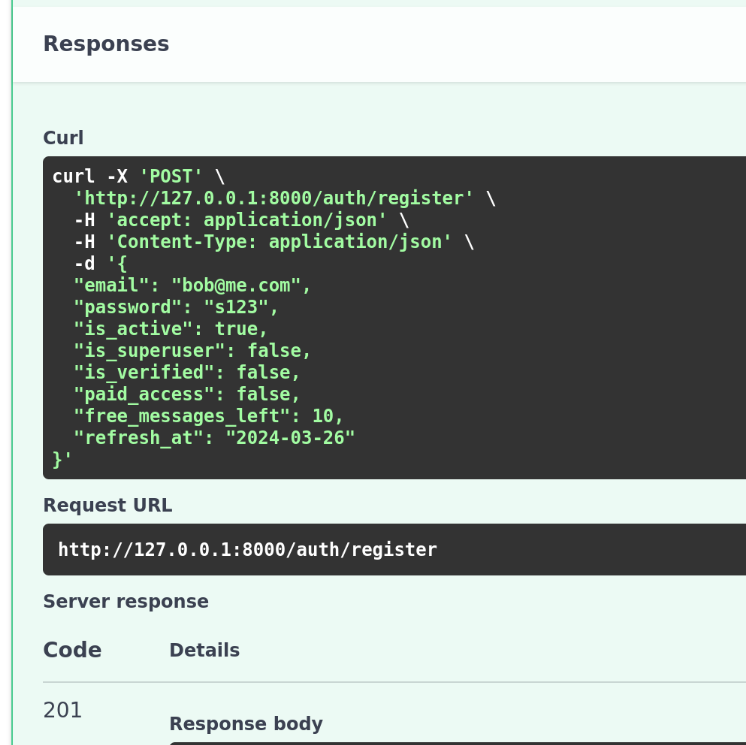 Responses
Curl
curl -X 'POST' \
  'http://127.0.0.1:8000/auth/register' \
  -H 'accept: application/json' \
  -H 'Content-Type: application/json' \
  -d '{
  "email": "bob@me.com",
  "password": "s123",
  "is_active": true,
  "is_superuser": false,
  "is_verified": false,
  "paid_access": false,
  "free_messages_left": 10,
  "refresh_at": "2024-03-26"
}'
Request URL
http://127.0.0.1:8000/auth/register
Server response
Code Details
201
Response body